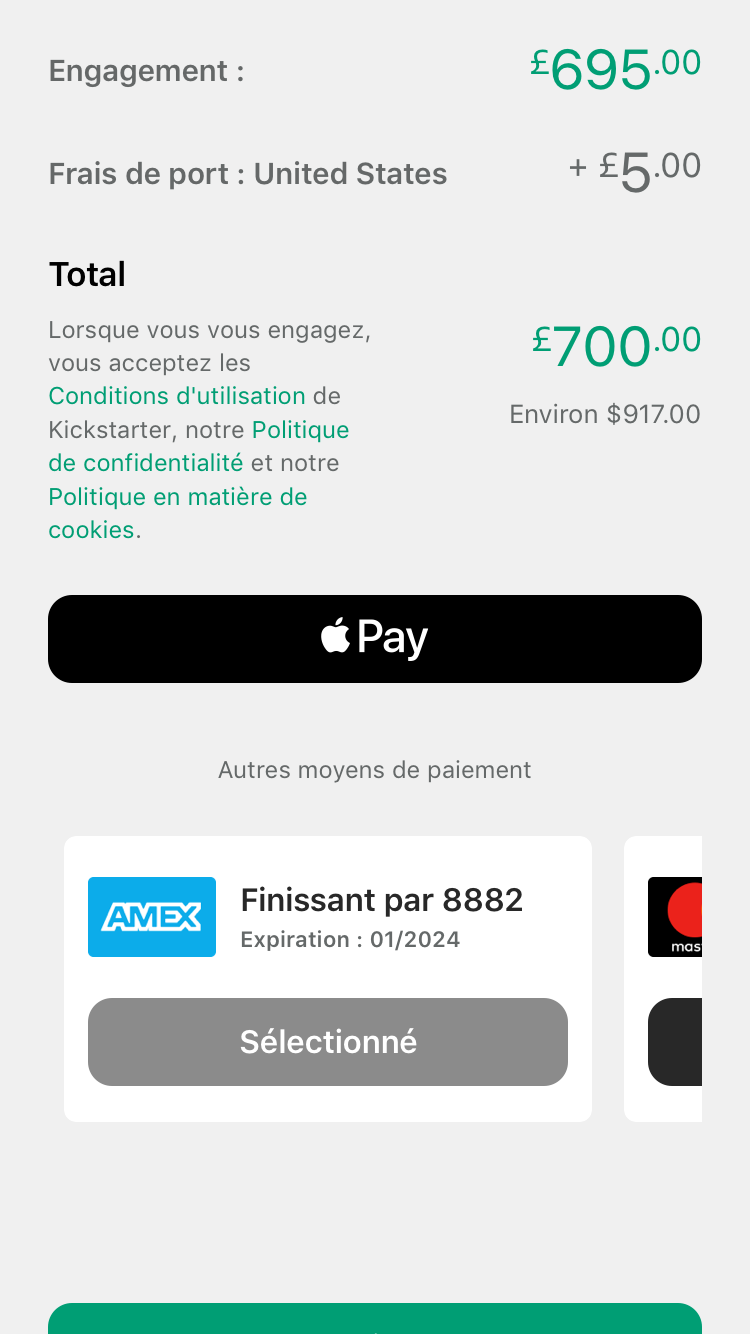 Engagement :
£695.00
Frais de port : United States
+ £5.00
Total
Lorsque vous vous engagez,
vous acceptez les
Conditions d'utilisation de
Kickstarter, notre Politique
de confidentialité et notre
Politique en matière de
cookies.
£700.00
Environ $917.00
Pay
Autres moyens de paiement
AMEX
Finissant par 8882
Expiration : 01/2024
Sélectionné